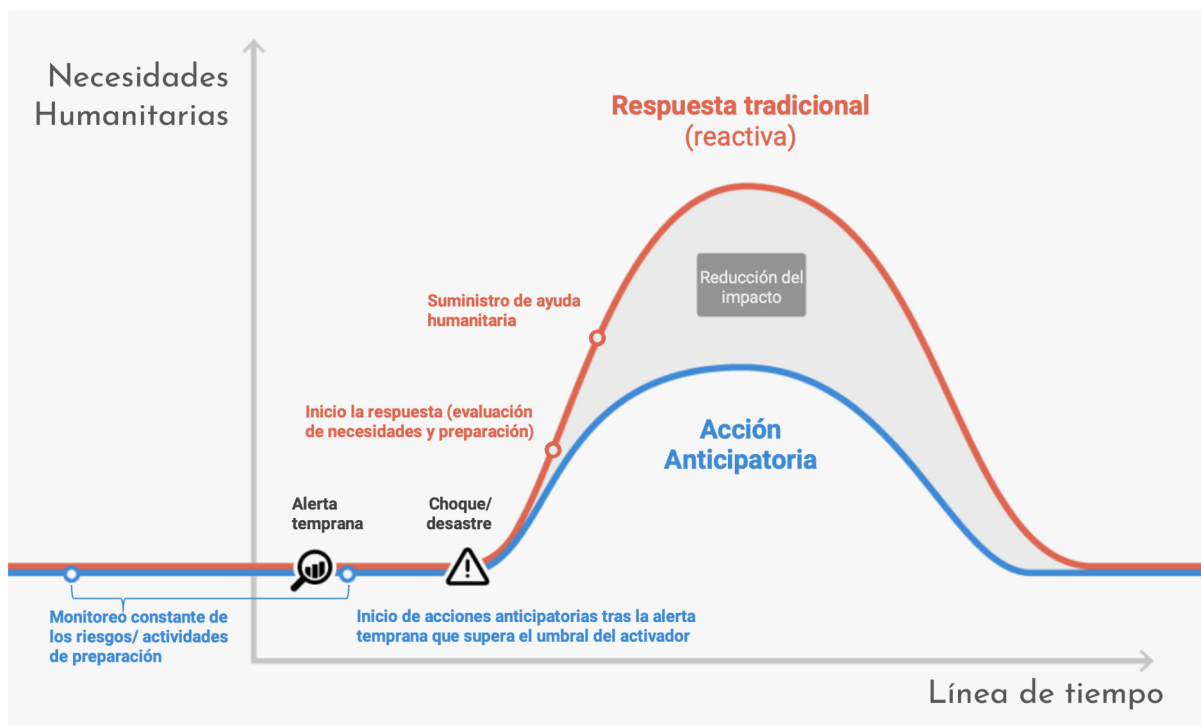 Necesidades
Humanitarias
Respuesta tradicional
(reactiva)
Reducción del
impacto
Suministro de ayuda
humanitaria
Inicio la respuesta (evaluación
de necesidades y preparación)
Acción
Anticipatoria
Alerta
temprana
Choque/
desastre
Monitoreo constante de
los riesgos/ actividades
de preparación
Inicio de acciones anticipatorias tras la alerta
temprana que supera el umbral del activador
Línea de tiempo